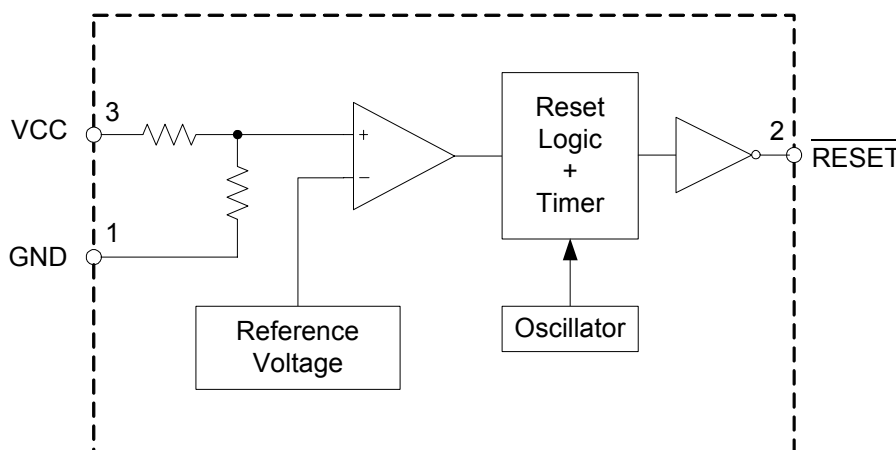 VCC
3
+
−
Reset
Logic
+
Timer
2
RESET
GND
1
Reference
Voltage
Oscillator